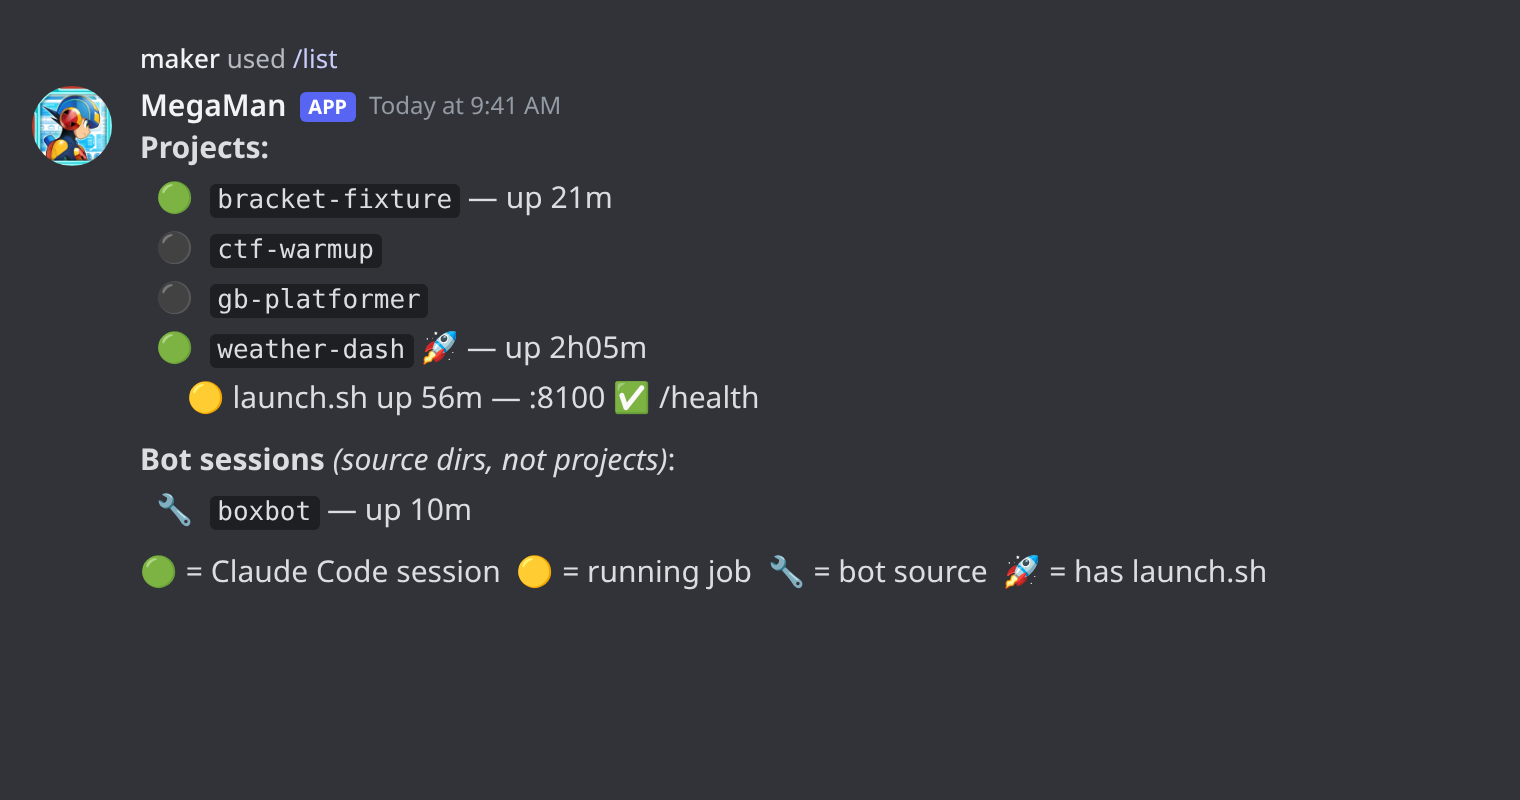 maker used /list
MegaMan APP Today at 9:41 AM
Projects:
🟢 bracket-fixture — up 21m
⚫ ctf-warmup
⚫ gb-platformer
🟢 weather-dash 🚀 — up 2h05m
🟡 launch.sh up 56m — :8100 ✅ /health
Bot sessions (source dirs, not projects):
🔧 boxbot — up 10m
🟢 = Claude Code session 🟡 = running job 🔧 = bot source 🚀 = has launch.sh